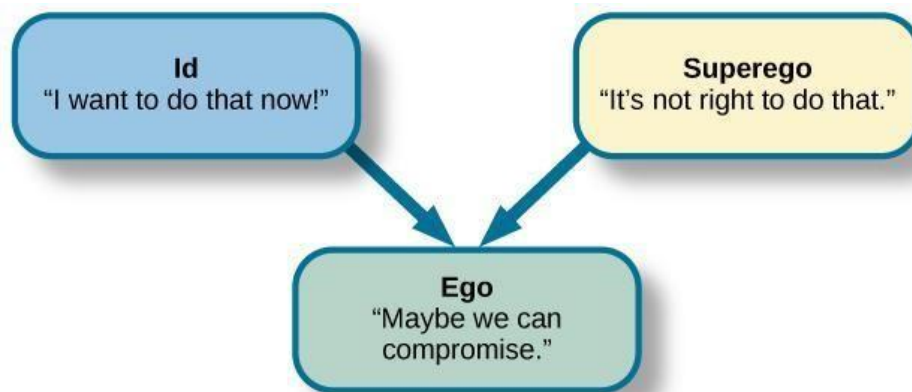 Id
“I want to do that now!”
Superego
“It’s not right to do that.”
Ego
“Maybe we can
compromise.”